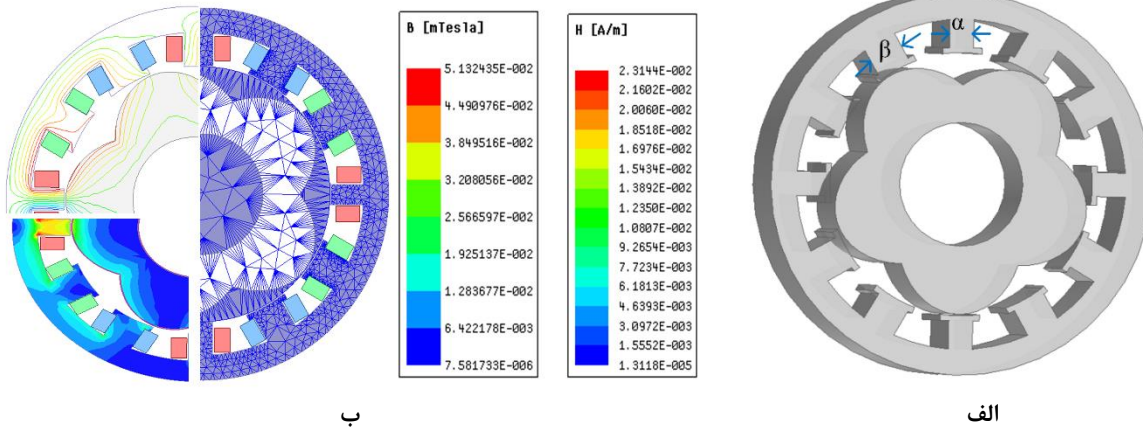 B [mTesla]
5.132435E-002
4.490976E-002
3.849516E-002
3.208056E-002
2.566597E-002
1.925137E-002
1.283677E-002
6.422178E-003
7.581733E-006
H [A/m]
2.3144E-002
2.1602E-002
2.0060E-002
1.8518E-002
1.6976E-002
1.5434E-002
1.3892E-002
1.2350E-002
1.0807E-002
9.2654E-003
7.7234E-003
6.1813E-003
4.6393E-003
3.0972E-003
1.5552E-003
1.3118E-005
α
β
ب
الف